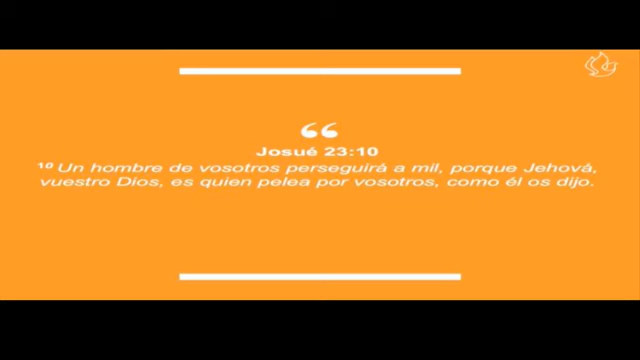 “
Josué 23:10
10 Un hombre de vosotros perseguirá a mil, porque Jehová,
vuestro Dios, es quien pelea por vosotros, como él os dijo.